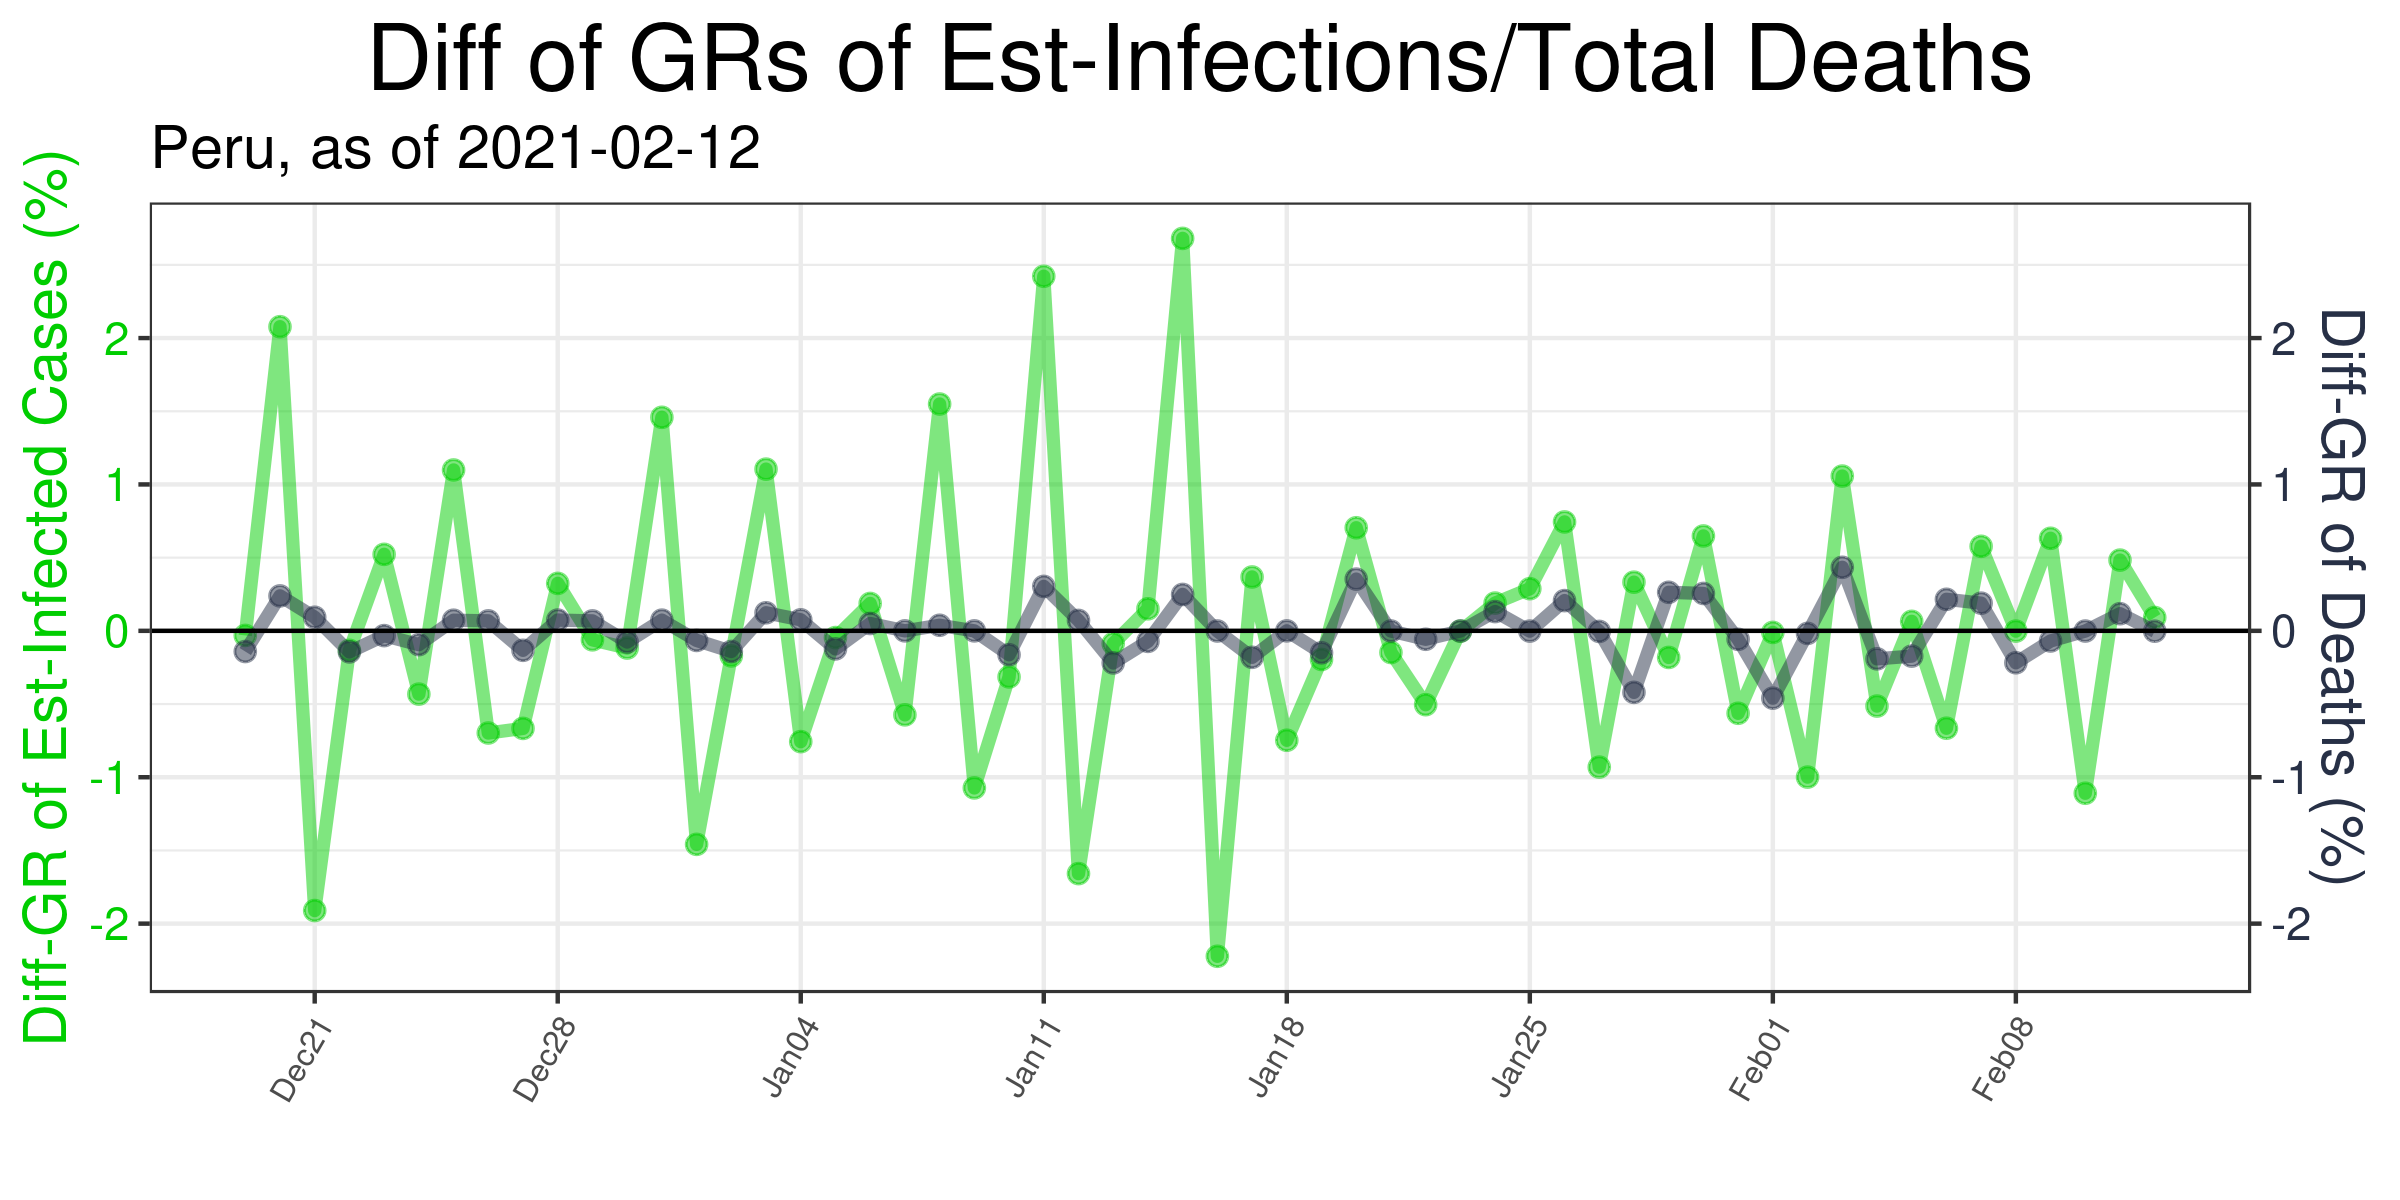 Diff of GRs of Est-Infections/Total Deaths
Peru, as of 2021-02-12
Diff-GR of Est-Infected Cases (%)
2
1
0
-1
-2
2
1
0
-1
-2
Diff-GR of Deaths (%)
Dec21
Dec28
Jan04
Jan11
Jan18
Jan25
Feb01
Feb08